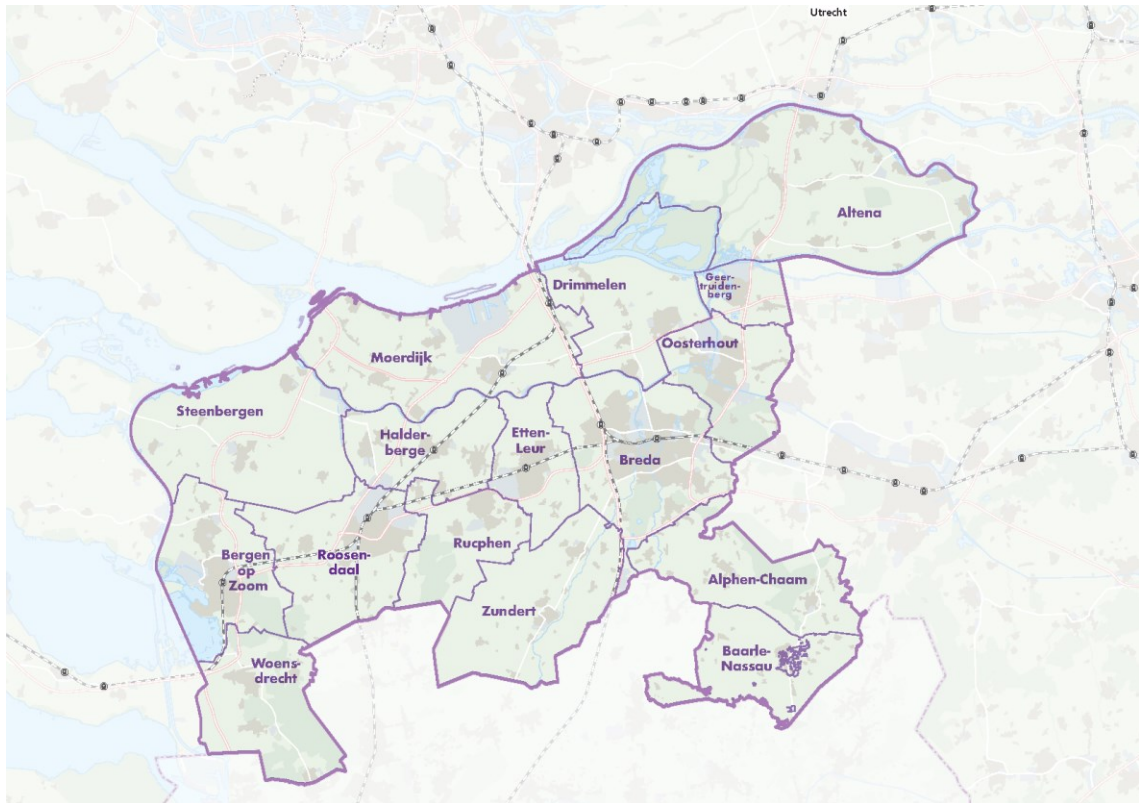 Utrecht
Altena
Geer-
truiden-
berg
Drimmelen
Oosterhout
Moerdijk
Steenbergen
Halder-
berge
Etten-
Leur
Breda
Rucphen
Bergen
op
Zoom
Roosen-
daal
Alphen-Chaam
Zundert
Baarle-
Nassau
Woens-
drecht